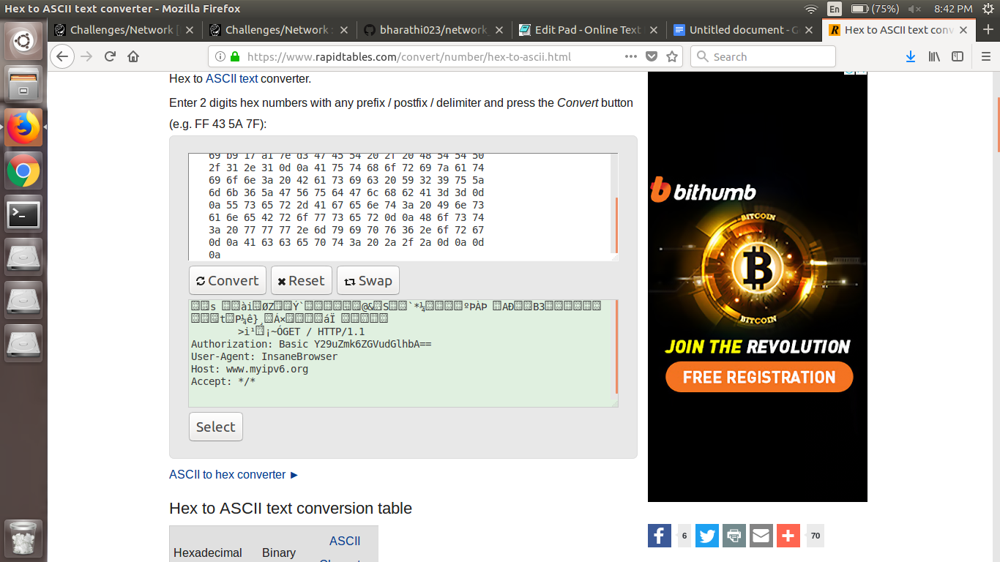 Hex to ASCII text converter - Mozilla Firefox
En
(75%)
8:42 PM
Challenges/Network [
Challenges/Network :
bharathi023/network_
Edit Pad - Online Text
Untitled document - G
Hex to ASCII text conv
https://www.rapidtables.com/convert/number/hex-to-ascii.html
Search
Hex to ASCII text converter.
Enter 2 digits hex numbers with any prefix / postfix / delimiter and press the Convert button
(e.g. FF 43 5A 7F):
69 b9 17 a1 7e d3 47 45 54 20 2f 20 48 54 54 50
2f 31 2e 31 0d 0a 41 75 74 68 6f 72 69 7a 61 74
69 6f 6e 3a 20 42 61 73 69 63 20 59 32 39 75 5a
6d 6b 36 5a 47 56 75 64 47 6c 68 62 41 3d 3d 0d
0a 55 73 65 72 2d 41 67 65 6e 74 3a 20 49 6e 73
61 6e 65 42 72 6f 77 73 65 72 0d 0a 48 6f 73 74
3a 20 77 77 77 2e 6d 79 69 70 76 36 2e 6f 72 67
0d 0a 41 63 63 65 70 74 3a 20 2a 2f 2a 0d 0a 0d
0a
Convert
Reset
Swap
GET / HTTP/1.1
Authorization: Basic Y29uZmk6ZGVudGlhbA==
User-Agent: InsaneBrowser
Host: www.myipv6.org
Accept: */*
Select
ASCII to hex converter ►
Hex to ASCII text conversion table
Hexadecimal
Binary
ASCII
bithumb
BITCOIN
BITCOIN
JOIN THE REVOLUTION
FREE REGISTRATION
6
70